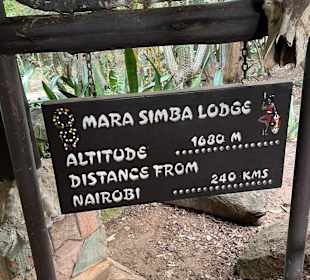 MARA SIMBA LODGE
ALTITUDE ............ 1680 M
DISTANCE FROM
NAIROBI ............ 240 KMS